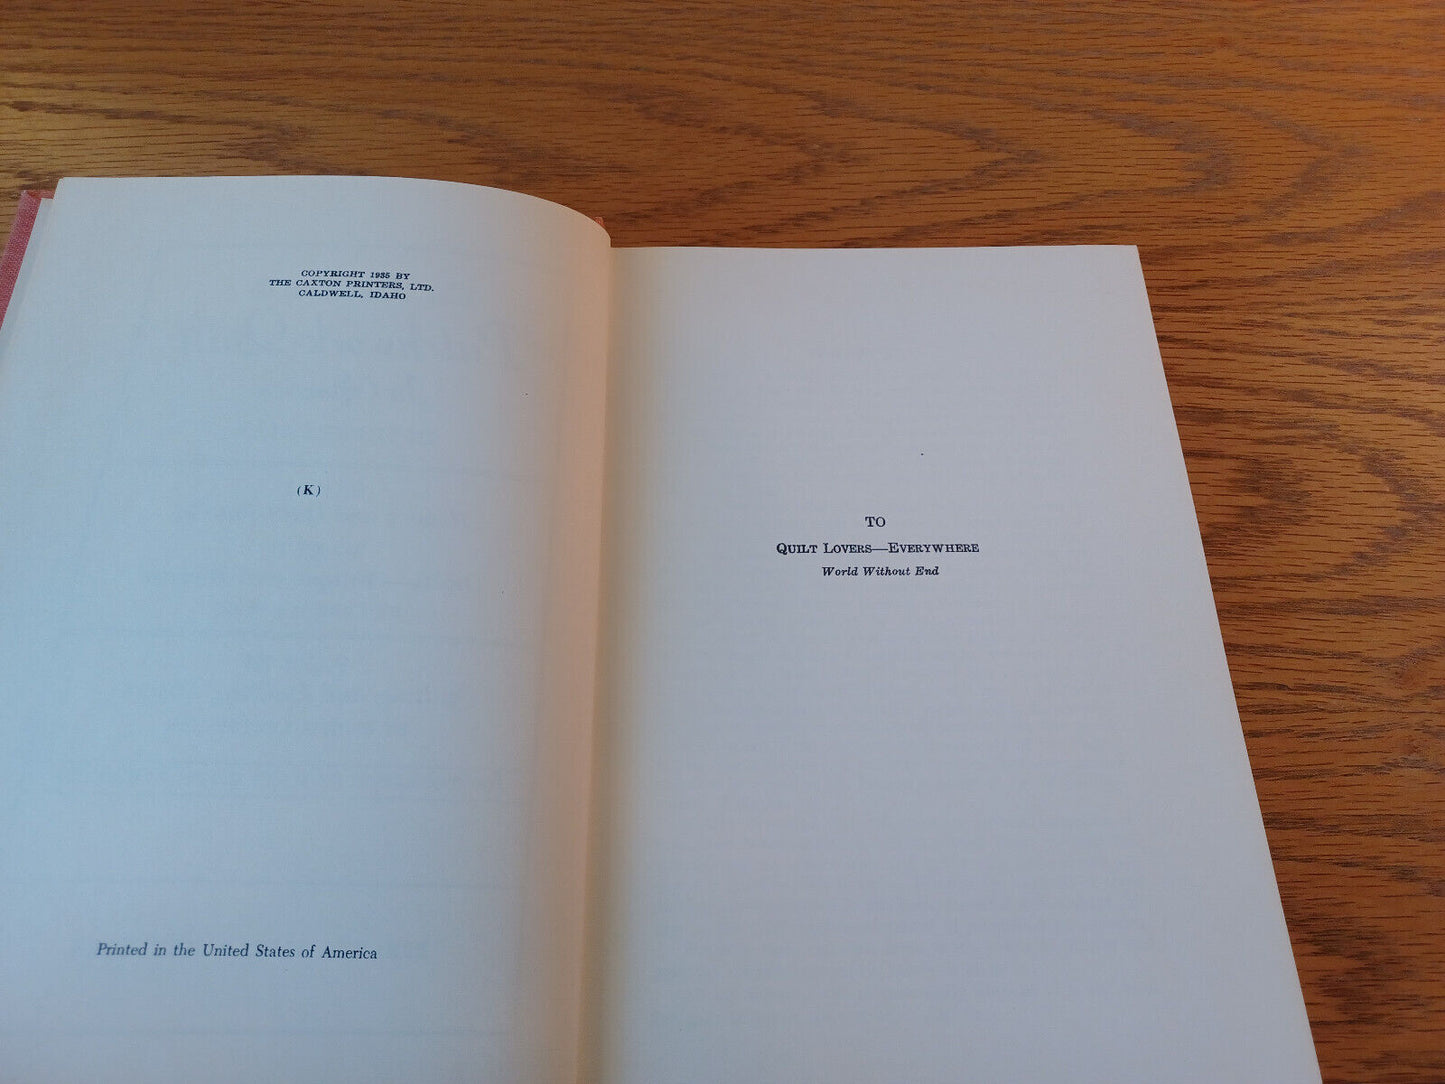 COPYRIGHT 1935 BY
THE CAXTON PRINTERS, LTD.
CALDWELL, IDAHO
(K)
Printed in the United States of America
TO
QUILT LOVERS—EVERYWHERE
World Without End